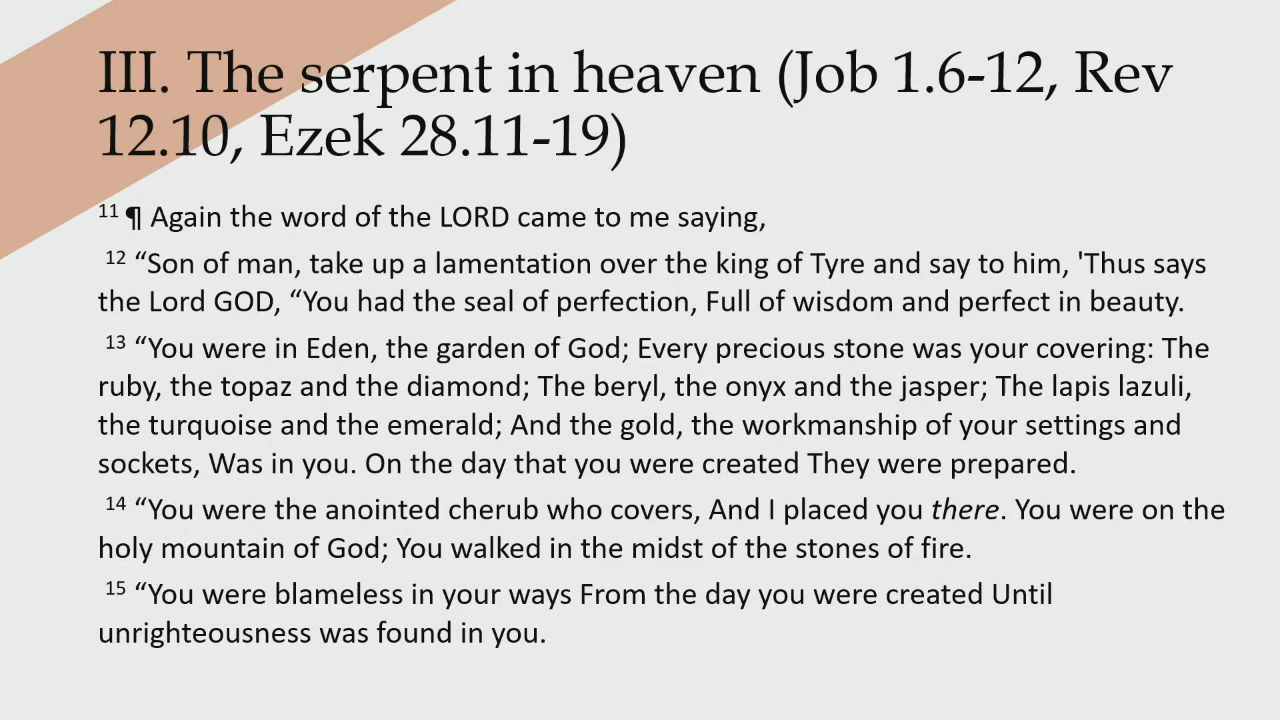 III. The serpent in heaven (Job 1.6-12, Rev
12.10, Ezek 28.11-19)
11 ¶ Again the word of the LORD came to me saying,
12 “Son of man, take up a lamentation over the king of Tyre and say to him, 'Thus says
the Lord GOD, “You had the seal of perfection, Full of wisdom and perfect in beauty.
13 “You were in Eden, the garden of God; Every precious stone was your covering: The
ruby, the topaz and the diamond; The beryl, the onyx and the jasper; The lapis lazuli,
the turquoise and the emerald; And the gold, the workmanship of your settings and
sockets, Was in you. On the day that you were created They were prepared.
14 “You were the anointed cherub who covers, And I placed you there. You were on the
holy mountain of God; You walked in the midst of the stones of fire.
15 “You were blameless in your ways From the day you were created Until
unrighteousness was found in you.